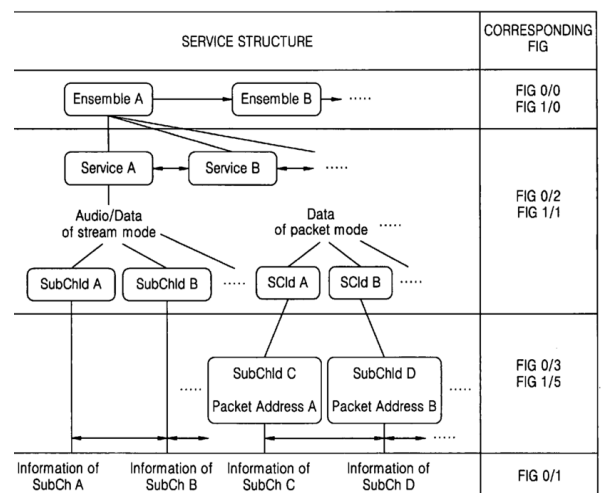 SERVICE STRUCTURE
CORRESPONDING
FIG
Ensemble A
Ensemble B
.....
FIG 0/0
FIG 1/0
Service A
Service B
.....
FIG 0/2
FIG 1/1
Audio/Data
of stream mode
Data
of packet mode
.....
SubChId A
SubChId B
.....
SCId A
SCId B
.....
SubChId C
Packet Address A
SubChId D
Packet Address B
.....
.....
.....
FIG 0/3
FIG 1/5
Information of
SubCh A
Information of
SubCh B
Information of
SubCh C
Information of
SubCh D
FIG 0/1